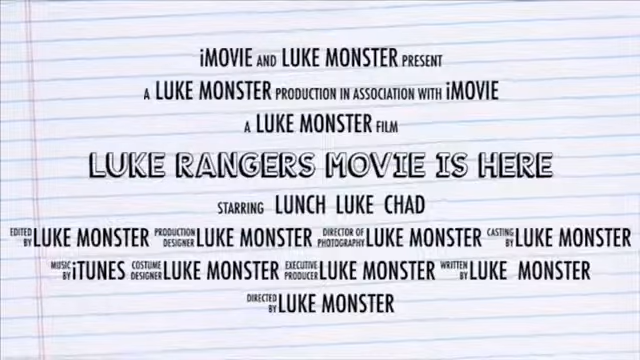 iMOVIE AND LUKE MONSTER PRESENT
A LUKE MONSTER PRODUCTION IN ASSOCIATION WITH iMOVIE
A LUKE MONSTER FILM
LUKE RANGERS MOVIE IS HERE
STARRING LUNCH LUKE CHAD
EDITED BY LUKE MONSTER PRODUCTION DESIGNER LUKE MONSTER DIRECTOR OF PHOTOGRAPHY LUKE MONSTER CASTING BY LUKE MONSTER
MUSIC BY iTUNES COSTUME DESIGNER LUKE MONSTER EXECUTIVE PRODUCER LUKE MONSTER WRITTEN BY LUKE MONSTER
DIRECTED BY LUKE MONSTER